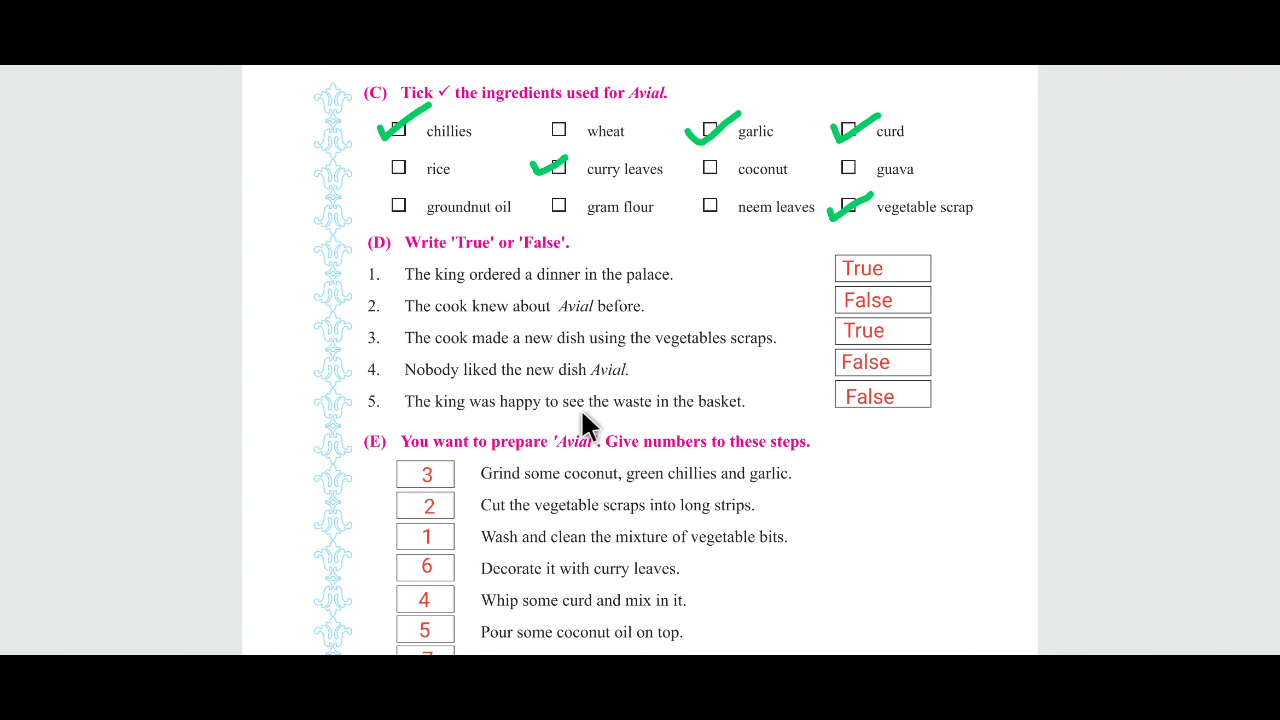 (C) Tick ✓ the ingredients used for Avial.
chillies wheat garlic curd
rice curry leaves coconut guava
groundnut oil gram flour neem leaves vegetable scrap
(D) Write 'True' or 'False'.
1. The king ordered a dinner in the palace. True
2. The cook knew about Avial before. False
3. The cook made a new dish using the vegetables scraps. True
4. Nobody liked the new dish Avial. False
5. The king was happy to see the waste in the basket. False
(E) You want to prepare 'Avial'. Give numbers to these steps.
3 Grind some coconut, green chillies and garlic.
2 Cut the vegetable scraps into long strips.
1 Wash and clean the mixture of vegetable bits.
6 Decorate it with curry leaves.
4 Whip some curd and mix in it.
5 Pour some coconut oil on top.